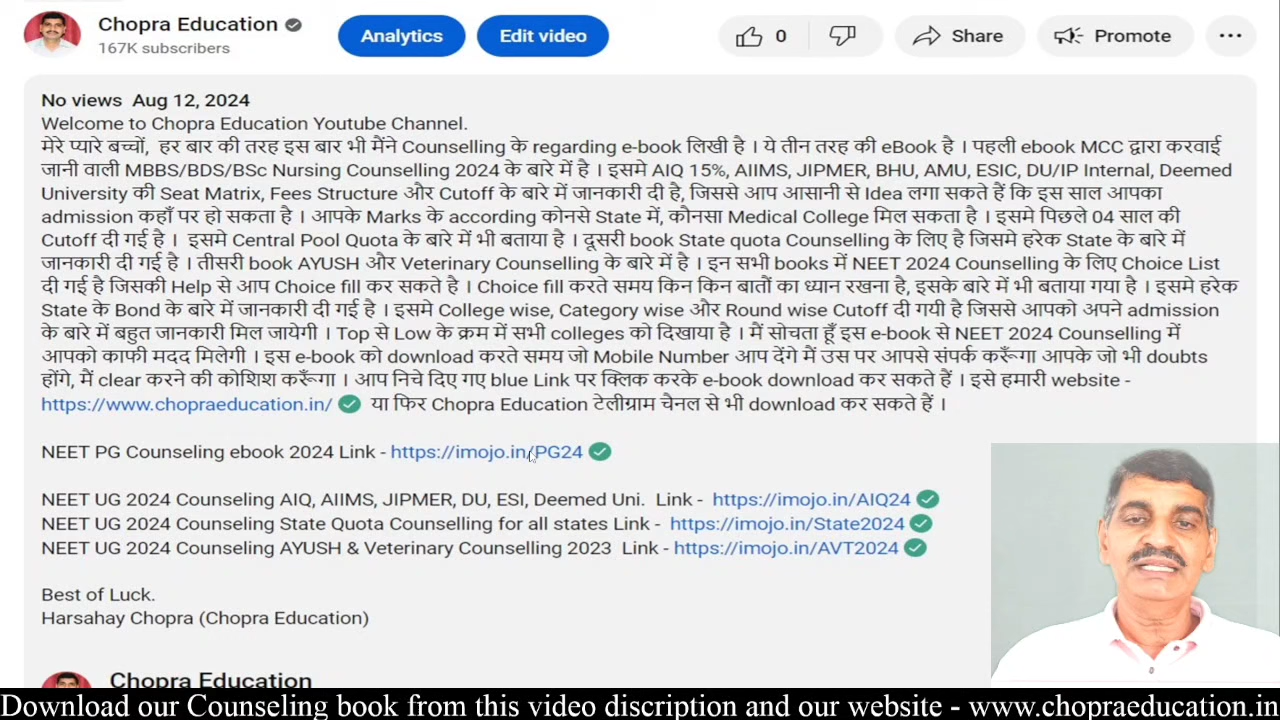 Chopra Education
167K subscribers
Analytics
Edit video
0
Share
Promote
No views Aug 12, 2024
Welcome to Chopra Education Youtube Channel.
मेरे प्यारे बच्चों, हर बार की तरह इस बार भी मैंने Counselling के regarding e-book लिखी है । ये तीन तरह की eBook है । पहली ebook MCC द्वारा करवाई
जानी वाली MBBS/BDS/BSc Nursing Counselling 2024 के बारे में है । इसमे AIQ 15%, AIIMS, JIPMER, BHU, AMU, ESIC, DU/IP Internal, Deemed
University की Seat Matrix, Fees Structure और Cutoff के बारे में जानकारी दी है, जिससे आप आसानी से Idea लगा सकते हैं कि इस साल आपका
admission कहाँ पर हो सकता है । आपके Marks के according कोनसे State में, कौनसा Medical College मिल सकता है । इसमे पिछले 04 साल की
Cutoff दी गई है । इसमे Central Pool Quota के बारे में भी बताया है । दूसरी book State quota Counselling के लिए है जिसमे हरेक State के बारे में
जानकारी दी गई है । तीसरी book AYUSH और Veterinary Counselling के बारे में है । इन सभी books में NEET 2024 Counselling के लिए Choice List
दी गई है जिसकी Help से आप Choice fill कर सकते है । Choice fill करते समय किन किन बातों का ध्यान रखना है, इसके बारे में भी बताया गया है । इसमे हरेक
State के Bond के बारे में जानकारी दी गई है । इसमे College wise, Category wise और Round wise Cutoff दी गयी है जिससे आपको अपने admission
के बारे में बहुत जानकारी मिल जायेगी । Top से Low के क्रम में सभी colleges को दिखाया है । मैं सोचता हूँ इस e-book से NEET 2024 Counselling में
आपको काफी मदद मिलेगी । इस e-book को download करते समय जो Mobile Number आप देंगे मैं उस पर आपसे संपर्क करूँगा आपके जो भी doubts
होंगे, मैं clear करने की कोशिश करूँगा । आप निचे दिए गए blue Link पर क्लिक करके e-book download कर सकते हैं । इसे हमारी website -
https://www.chopraeducation.in/ या फिर Chopra Education टेलीग्राम चैनल से भी download कर सकते हैं ।
NEET PG Counseling ebook 2024 Link - https://imojo.in/PG24
NEET UG 2024 Counseling AIQ, AIIMS, JIPMER, DU, ESI, Deemed Uni. Link - https://imojo.in/AIQ24
NEET UG 2024 Counseling State Quota Counselling for all states Link - https://imojo.in/State2024
NEET UG 2024 Counseling AYUSH & Veterinary Counselling 2023 Link - https://imojo.in/AVT2024
Best of Luck.
Harsahay Chopra (Chopra Education)
Chopra Education
Download our Counseling book from this video discription and our website - www.chopraeducation.in